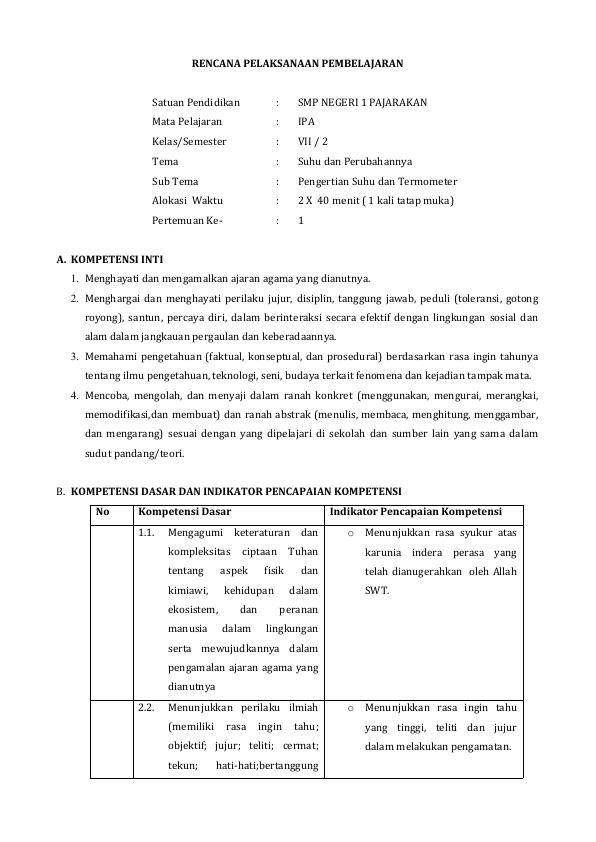 RENCANA PELAKSANAAN PEMBELAJARAN
Satuan Pendidikan : SMP NEGERI 1 PAJARAKAN
Mata Pelajaran : IPA
Kelas/Semester : VII / 2
Tema : Suhu dan Perubahannya
Sub Tema : Pengertian Suhu dan Termometer
Alokasi Waktu : 2 X 40 menit ( 1 kali tatap muka)
Pertemuan Ke- : 1
A. KOMPETENSI INTI
1. Menghayati dan mengamalkan ajaran agama yang dianutnya.
2. Menghargai dan menghayati perilaku jujur, disiplin, tanggung jawab, peduli (toleransi, gotong
royong), santun, percaya diri, dalam berinteraksi secara efektif dengan lingkungan sosial dan
alam dalam jangkauan pergaulan dan keberadaannya.
3. Memahami pengetahuan (faktual, konseptual, dan prosedural) berdasarkan rasa ingin tahunya
tentang ilmu pengetahuan, teknologi, seni, budaya terkait fenomena dan kejadian tampak mata.
4. Mencoba, mengolah, dan menyaji dalam ranah konkret (menggunakan, mengurai, merangkai,
memodifikasi,dan membuat) dan ranah abstrak (menulis, membaca, menghitung, menggambar,
dan mengarang) sesuai dengan yang dipelajari di sekolah dan sumber lain yang sama dalam
sudut pandang/teori.
B. KOMPETENSI DASAR DAN INDIKATOR PENCAPAIAN KOMPETENSI
No Kompetensi Dasar Indikator Pencapaian Kompetensi
1.1. Mengagumi keteraturan dan
kompleksitas ciptaan Tuhan
tentang aspek fisik dan
kimiawi, kehidupan dalam
ekosistem, dan peranan
manusia dalam lingkungan
serta mewujudkannya dalam
pengamalan ajaran agama yang
dianutnya
o Menunjukkan rasa syukur atas
karunia indera perasa yang
telah dianugerahkan oleh Allah
SWT.
2.2. Menunjukkan perilaku ilmiah
(memiliki rasa ingin tahu;
objektif; jujur; teliti; cermat;
tekun; hati-hati;bertanggung
o Menunjukkan rasa ingin tahu
yang tinggi, teliti dan jujur
dalam melakukan pengamatan.